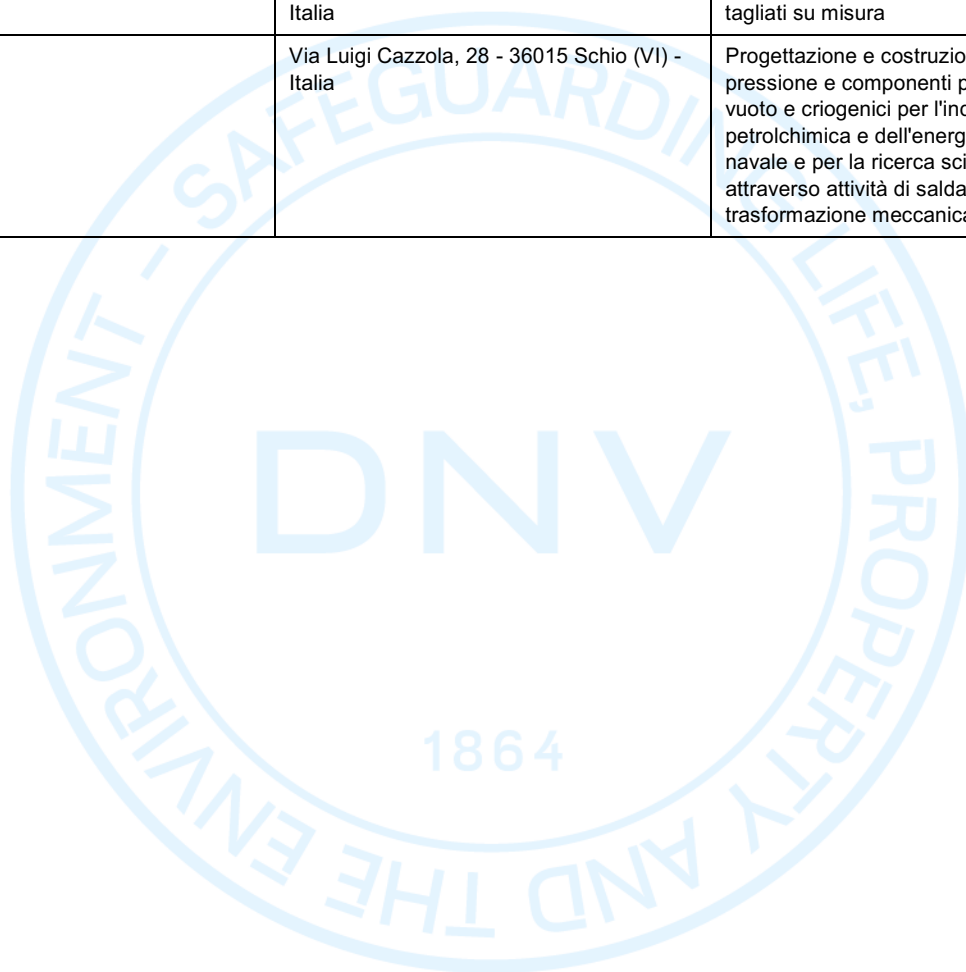 Italia
tagliati su misura
Via Luigi Cazzola, 28 - 36015 Schio (VI) -
Italia
Progettazione e costruzio
pressione e componenti p
vuoto e criogenici per l'ind
petrolchimica e dell'energ
navale e per la ricerca sci
attraverso attività di salda
trasformazione meccanica
SAFEGUARDING LIFE, PROPERTY AND THE ENVIRONMENT -
DNV
1864